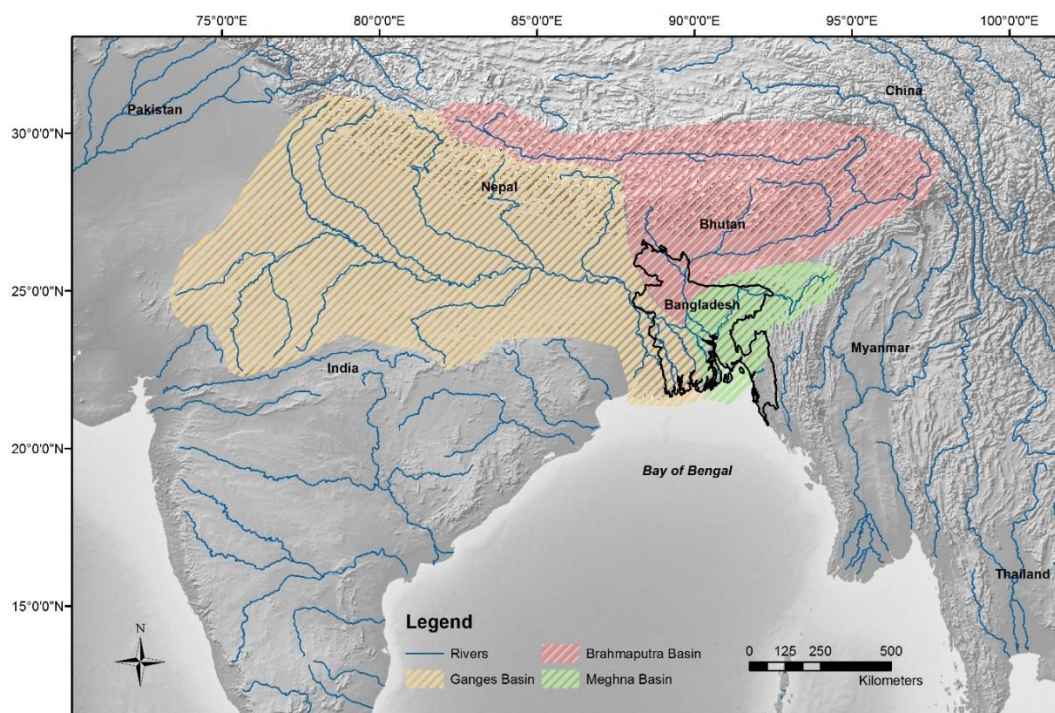 75°0'0"E 80°0'0"E 85°0'0"E 90°0'0"E 95°0'0"E 100°0'0"E
China
Pakistan
30°0'0"N
Nepal
Bhutan
25°0'0"N
Bangladesh
Myanmar
India
20°0'0"N
Bay of Bengal
Thailand
15°0'0"N
Legend
N
Rivers
Brahmaputra Basin
Ganges Basin
Meghna Basin
0 125 250 500
Kilometers